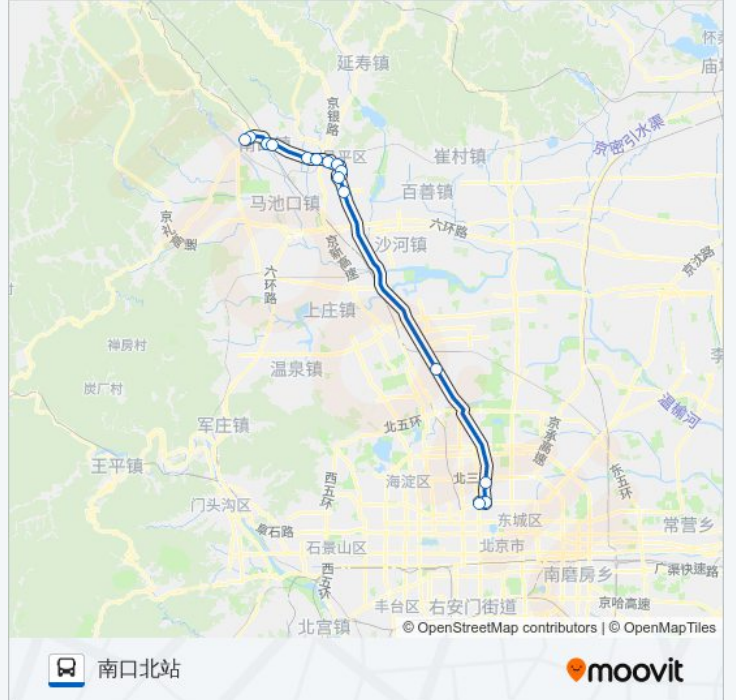 怀柔
延寿镇
庙城
京银路
京密引水渠
昌平区
崔村镇
百善镇
马池口镇
京礼高速
六环路
沙河镇
京新高速
京沈路
六环路
上庄镇
禅房村
李
温泉镇
炭厂村
温榆河
军庄镇
北五环
京承高速
王平镇
西五环
海淀区
北三
东五环
门头沟区
东城区
常营乡
石景山区
北京市
西五环
广渠快速路
南磨房乡
丰台区
右安门街道
京哈高速
北宫镇
© OpenStreetMap contributors | © OpenMapTiles
南口北站
moovit